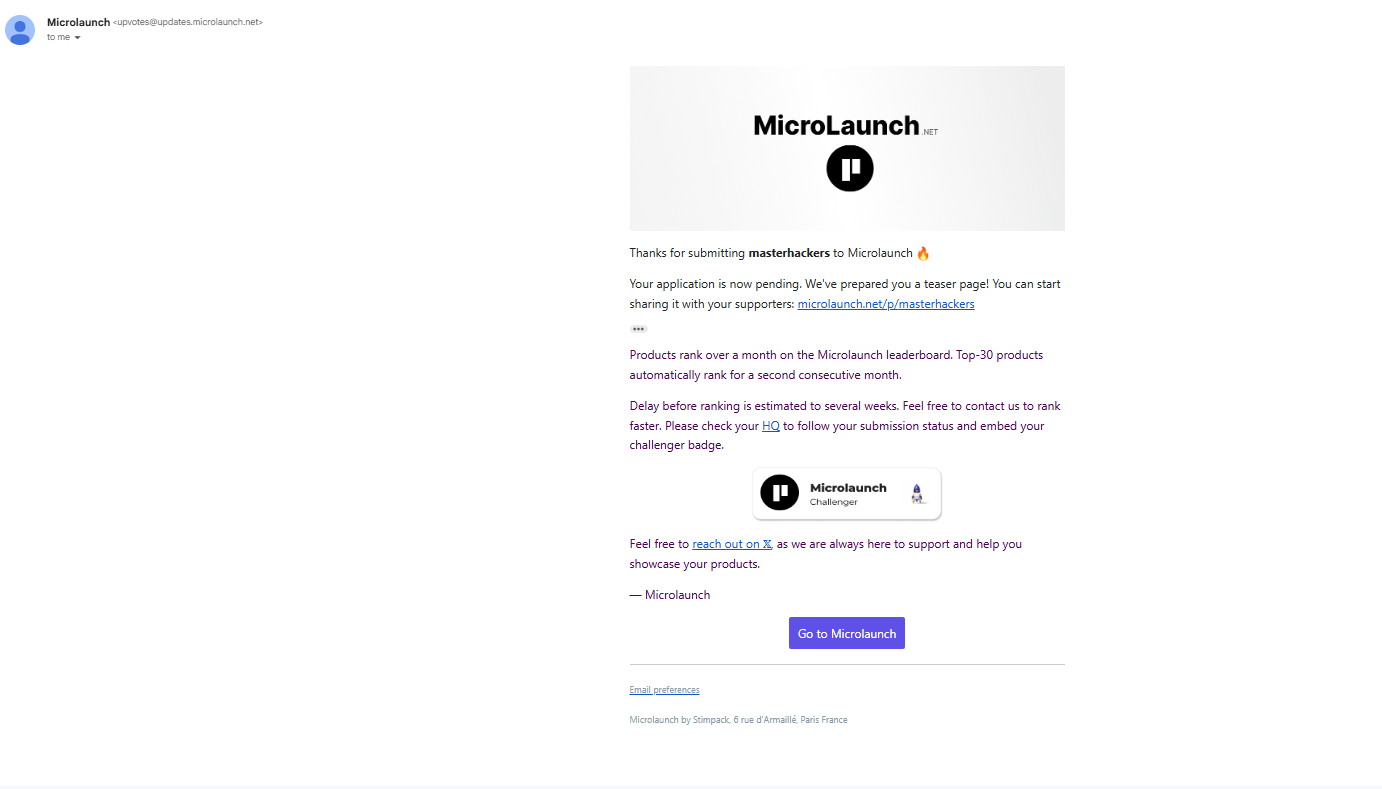 Microlaunch <upvotes@updates.microlaunch.net>
to me
MicroLaunch .NET
Thanks for submitting masterhackers to Microlaunch 🔥
Your application is now pending. We've prepared you a teaser page! You can start
sharing it with your supporters: microlaunch.net/p/masterhackers
•••
Products rank over a month on the Microlaunch leaderboard. Top-30 products
automatically rank for a second consecutive month.
Delay before ranking is estimated to several weeks. Feel free to contact us to rank
faster. Please check your HQ to follow your submission status and embed your
challenger badge.
Microlaunch
Challenger
Feel free to reach out on 𝕏, as we are always here to support and help you
showcase your products.
— Microlaunch
Go to Microlaunch
Email preferences
Microlaunch by Stimpack, 6 rue d'Armaillé, Paris France